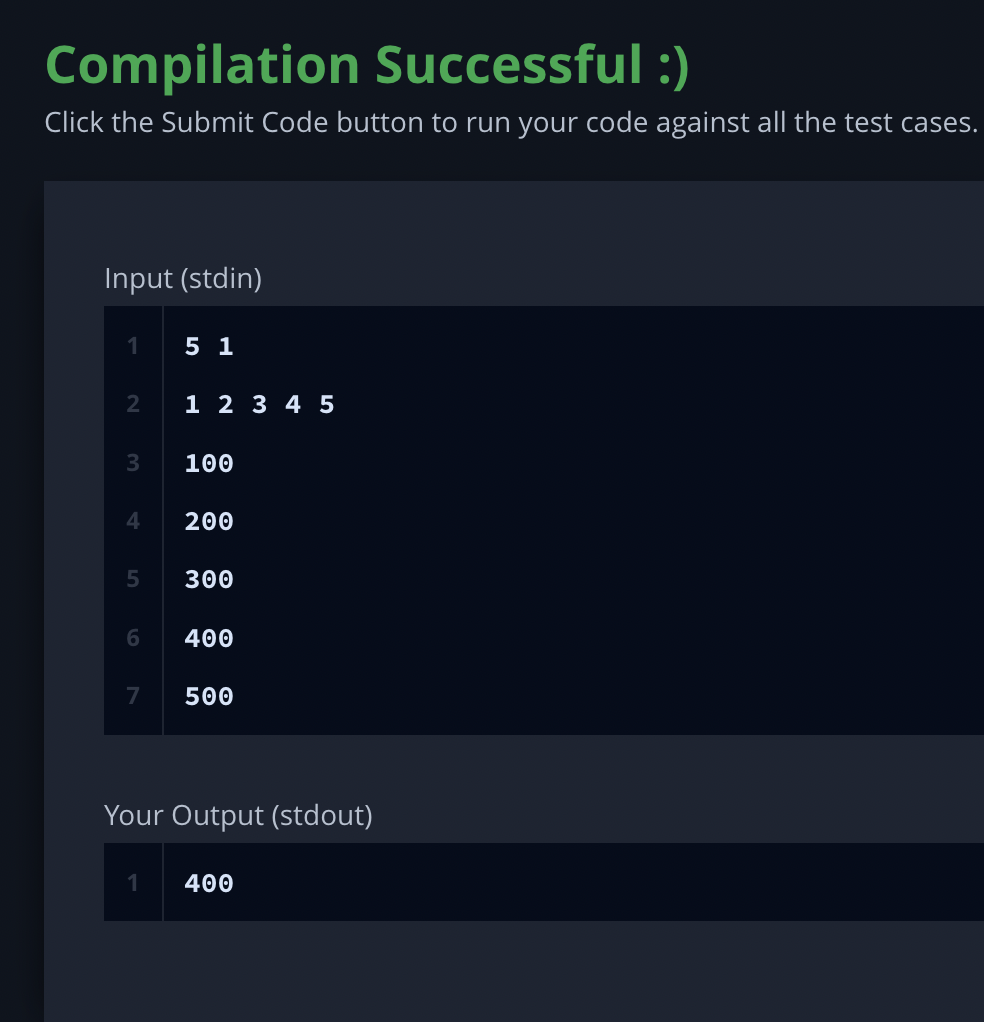 Compilation Successful :)
Click the Submit Code button to run your code against all the test cases.
Input (stdin)
1 5 1
2 1 2 3 4 5
3 100
4 200
5 300
6 400
7 500
Your Output (stdout)
1 400